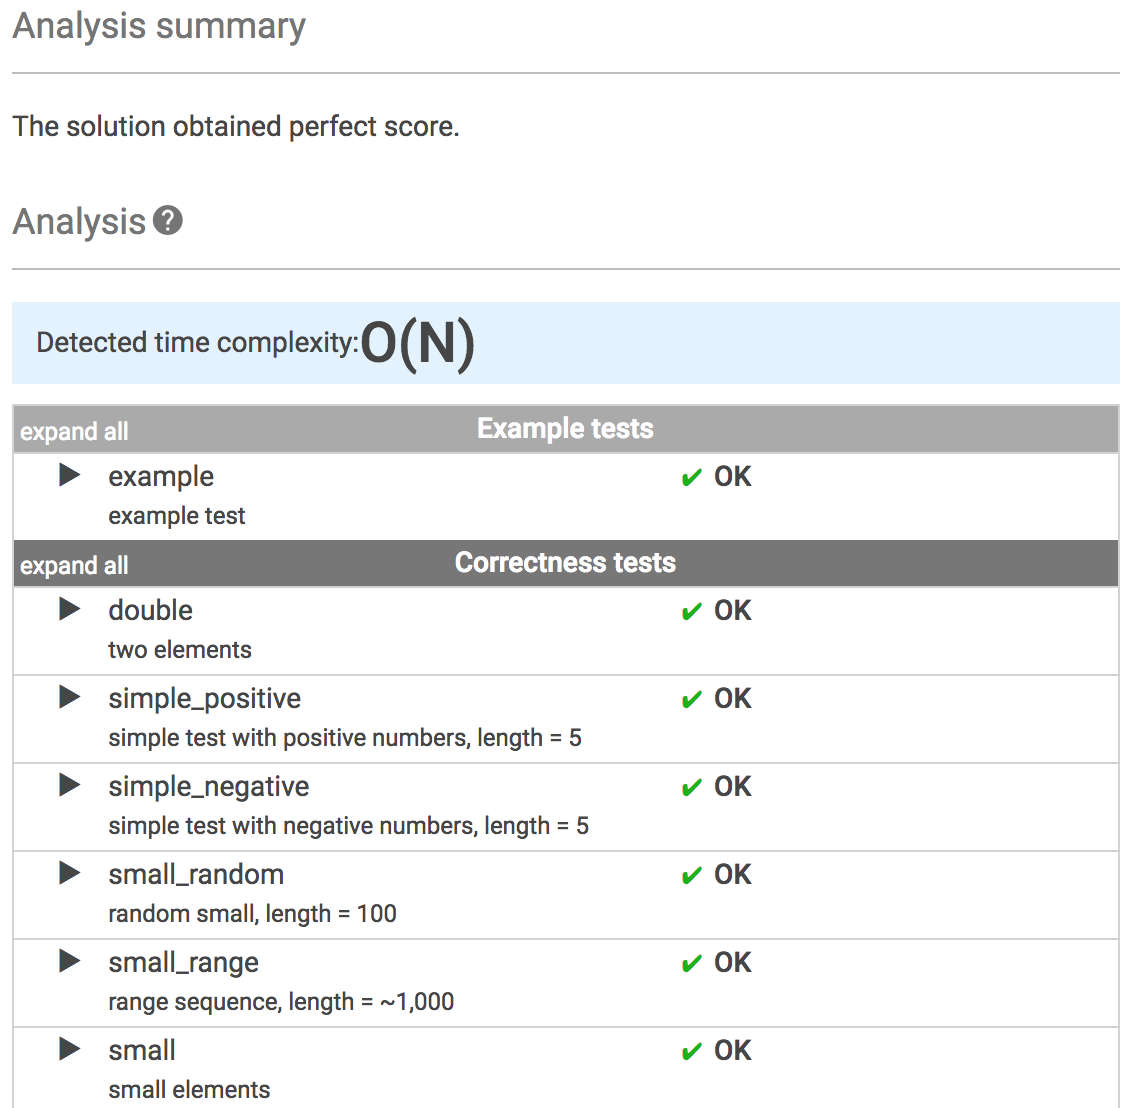 Analysis summary
The solution obtained perfect score.
Analysis ?
Detected time complexity: O(N)
expand all Example tests
example ✔ OK
example test
expand all Correctness tests
double ✔ OK
two elements
simple_positive ✔ OK
simple test with positive numbers, length = 5
simple_negative ✔ OK
simple test with negative numbers, length = 5
small_random ✔ OK
random small, length = 100
small_range ✔ OK
range sequence, length = ~1,000
small ✔ OK
small elements